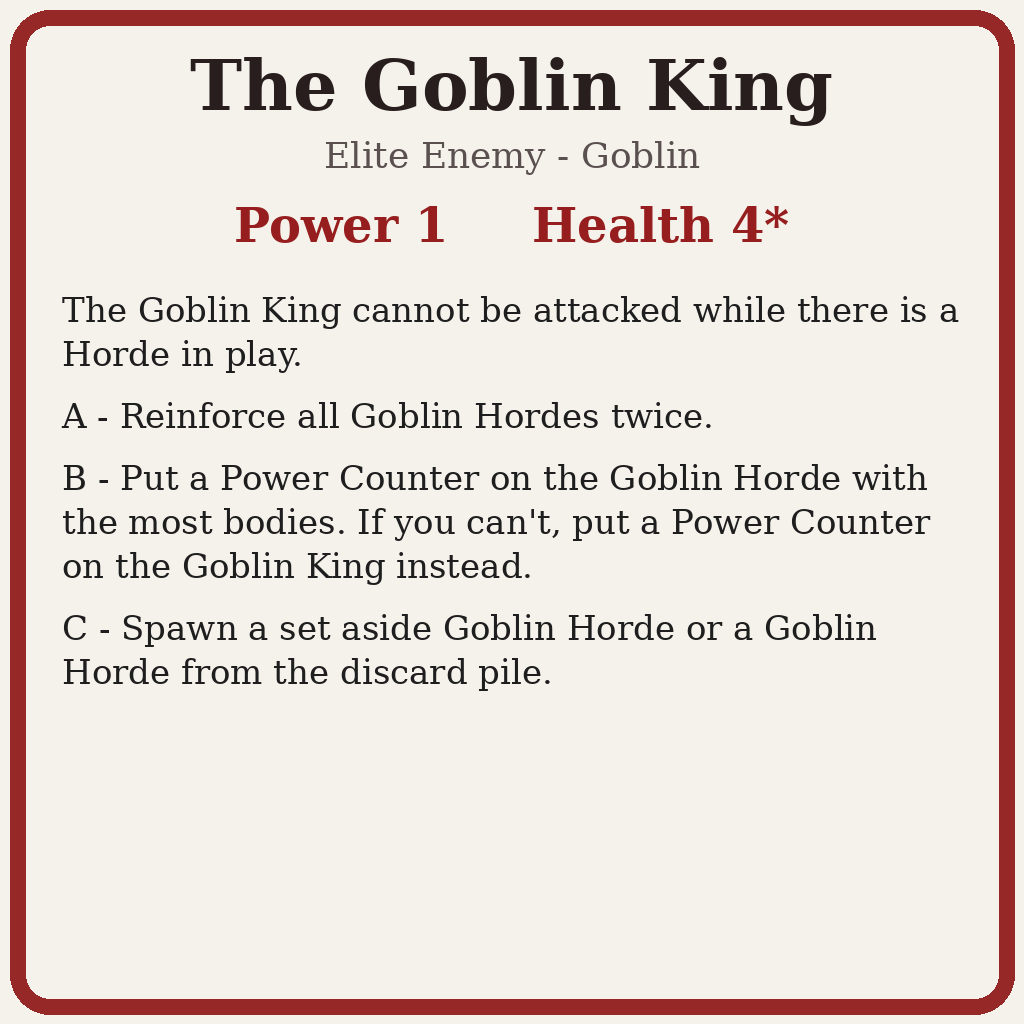 The Goblin King
Elite Enemy - Goblin
Power 1 Health 4*
The Goblin King cannot be attacked while there is a
Horde in play.
A - Reinforce all Goblin Hordes twice.
B - Put a Power Counter on the Goblin Horde with
the most bodies. If you can't, put a Power Counter
on the Goblin King instead.
C - Spawn a set aside Goblin Horde or a Goblin
Horde from the discard pile.